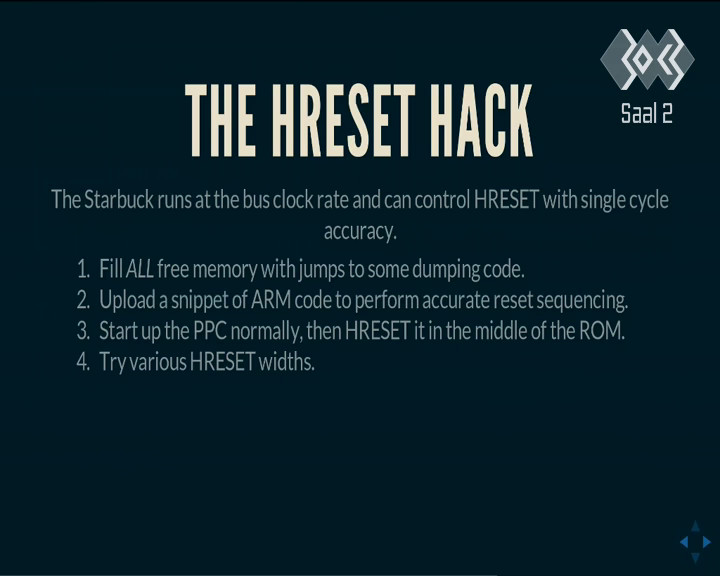 Saal 2
THE HRESET HACK
The Starbuck runs at the bus clock rate and can control HRESET with single cycle
accuracy.
1. Fill ALL free memory with jumps to some dumping code.
2. Upload a snippet of ARM code to perform accurate reset sequencing.
3. Start up the PPC normally, then HRESET it in the middle of the ROM.
4. Try various HRESET widths.